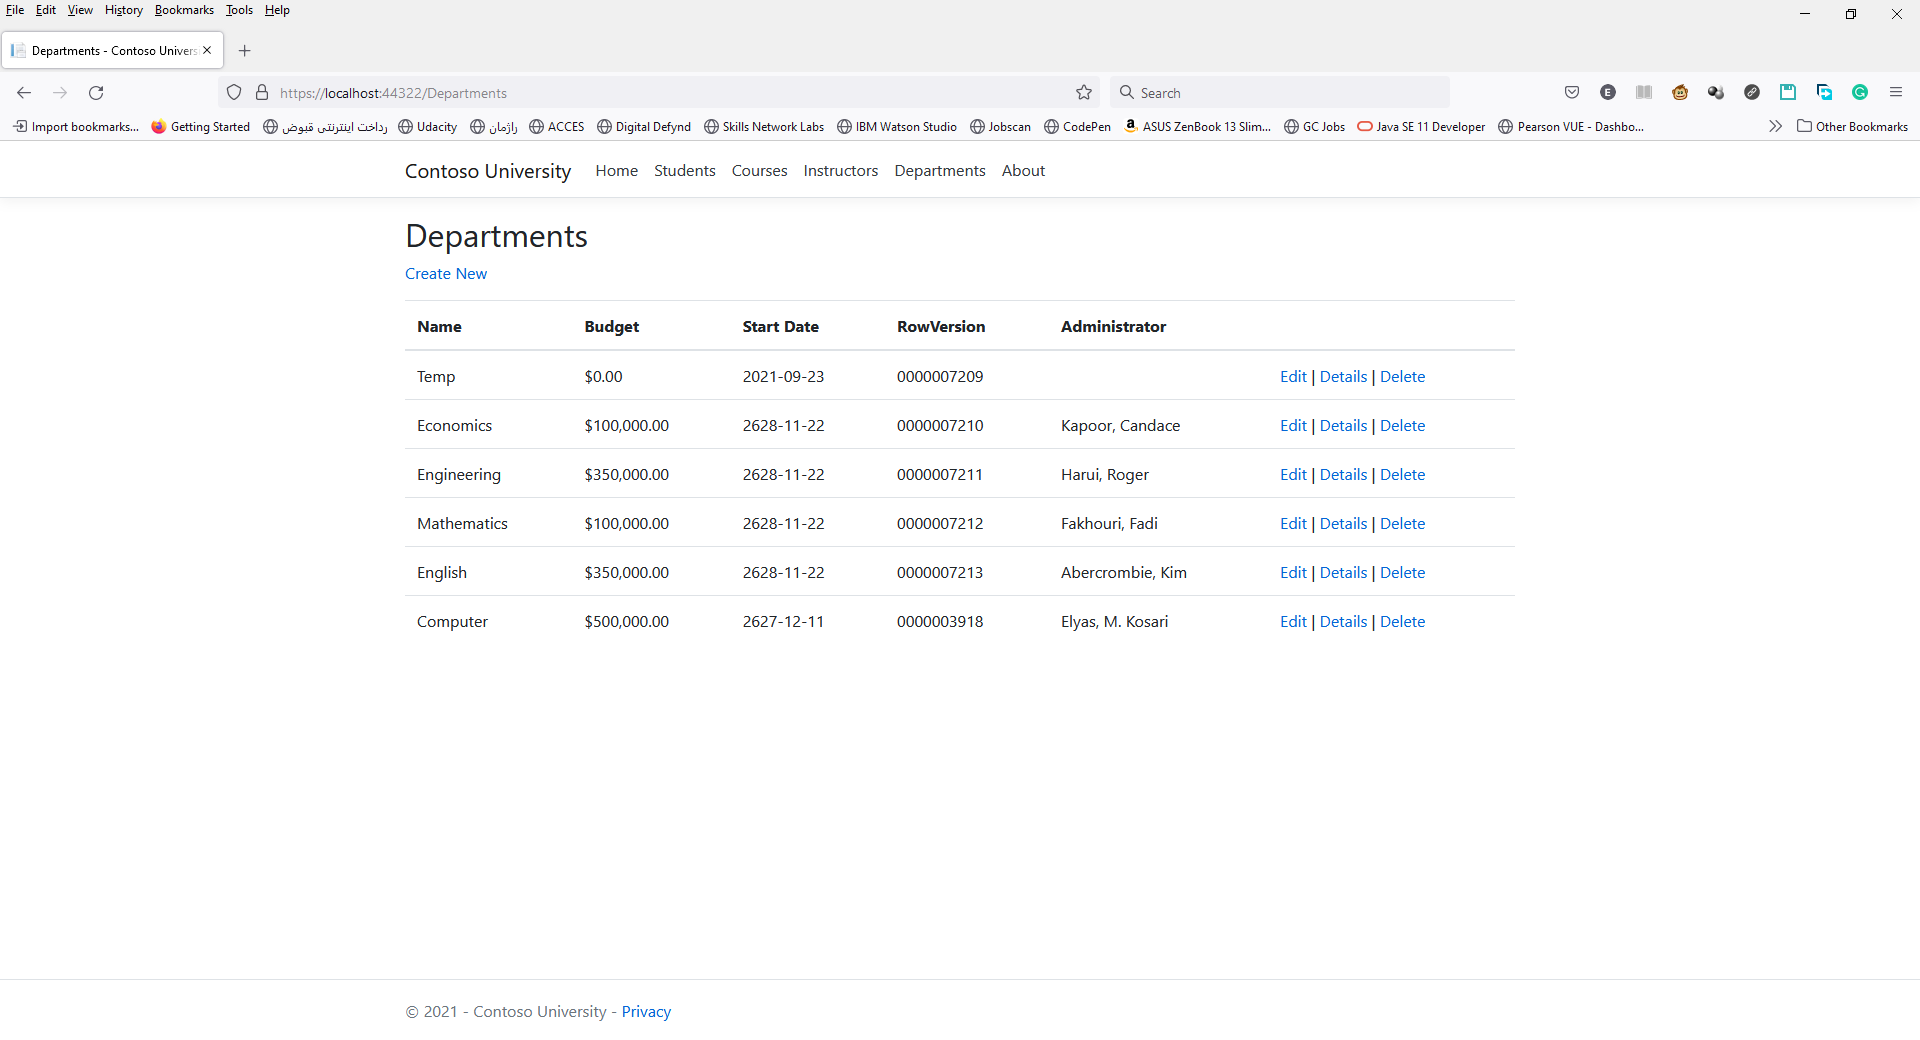 File Edit View History Bookmarks Tools Help
Departments - Contoso Univers
https://localhost:44322/Departments
Search
Import bookmarks... Getting Started رداخت اینترنتی قبوض Udacity راژمان ACCES Digital Defynd Skills Network Labs IBM Watson Studio Jobscan CodePen ASUS ZenBook 13 Slim... GC Jobs Java SE 11 Developer Pearson VUE - Dashbo... Other Bookmarks
Contoso University Home Students Courses Instructors Departments About
Departments
Create New
Name Budget Start Date RowVersion Administrator
Temp $0.00 2021-09-23 0000007209 Edit | Details | Delete
Economics $100,000.00 2628-11-22 0000007210 Kapoor, Candace Edit | Details | Delete
Engineering $350,000.00 2628-11-22 0000007211 Harui, Roger Edit | Details | Delete
Mathematics $100,000.00 2628-11-22 0000007212 Fakhouri, Fadi Edit | Details | Delete
English $350,000.00 2628-11-22 0000007213 Abercrombie, Kim Edit | Details | Delete
Computer $500,000.00 2627-12-11 0000003918 Elyas, M. Kosari Edit | Details | Delete
© 2021 - Contoso University - Privacy